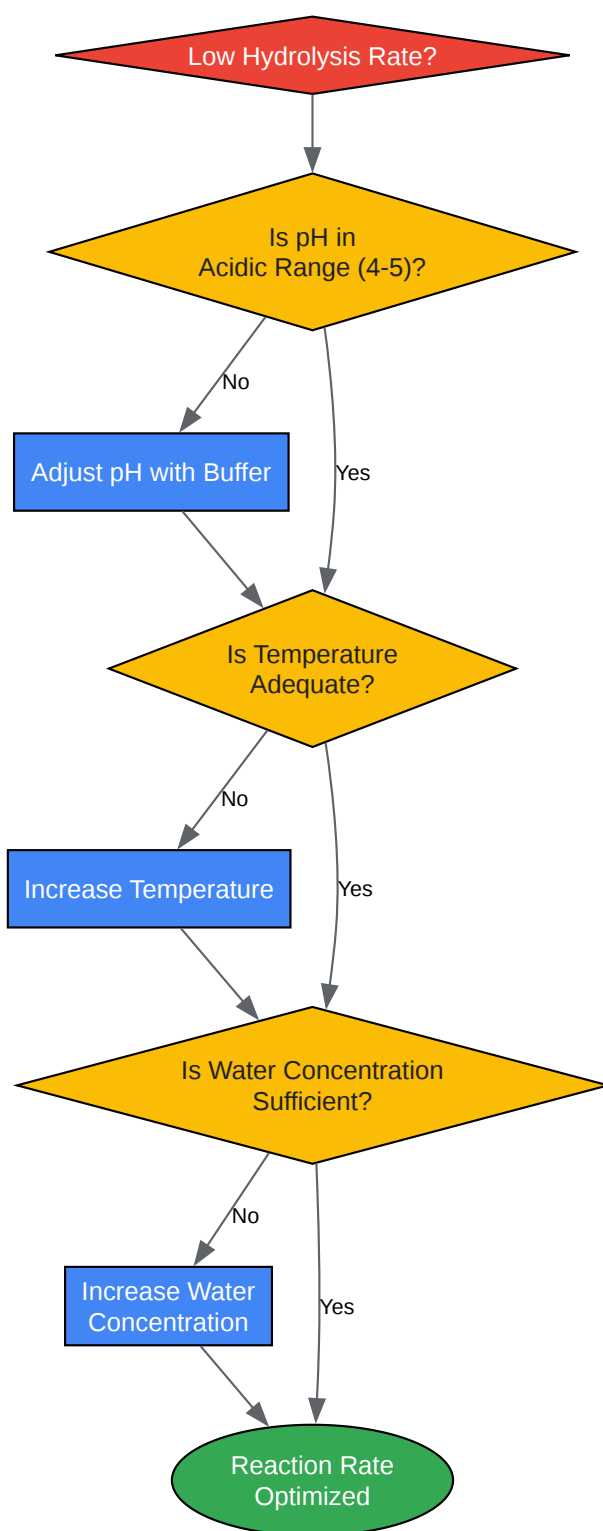 Low Hydrolysis Rate?
Is pH in
Acidic Range (4-5)?
No
Adjust pH with Buffer
Yes
Is Temperature
Adequate?
No
Increase Temperature
Yes
Is Water Concentration
Sufficient?
No
Increase Water
Concentration
Yes
Reaction Rate
Optimized